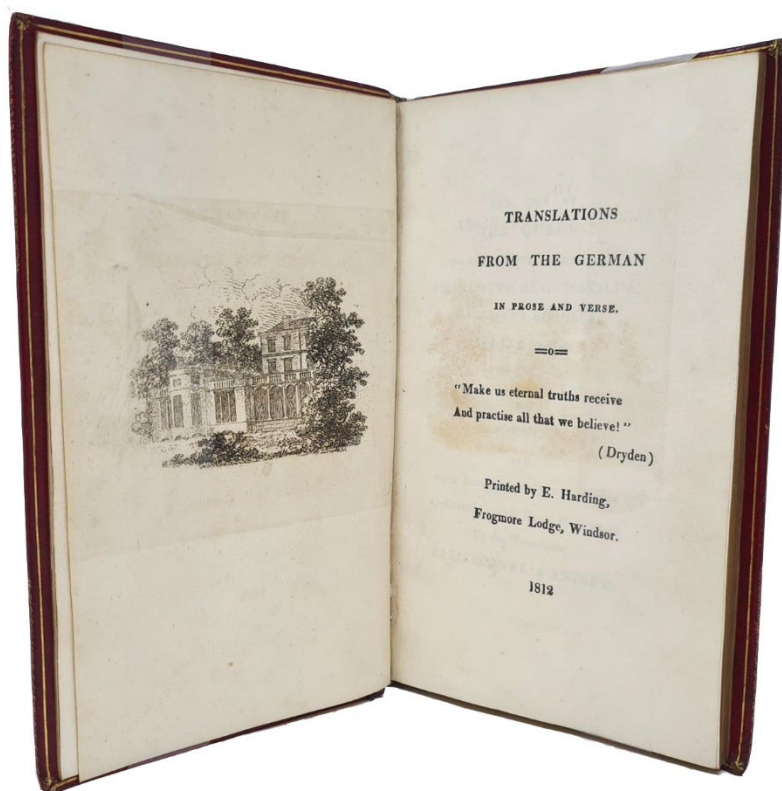 TRANSLATIONS
FROM THE GERMAN
IN PROSE AND VERSE.
"Make us eternal truths receive
And practise all that we believe!"
(Dryden)
Printed by E. Harding,
Frogmore Lodge, Windsor.
1812